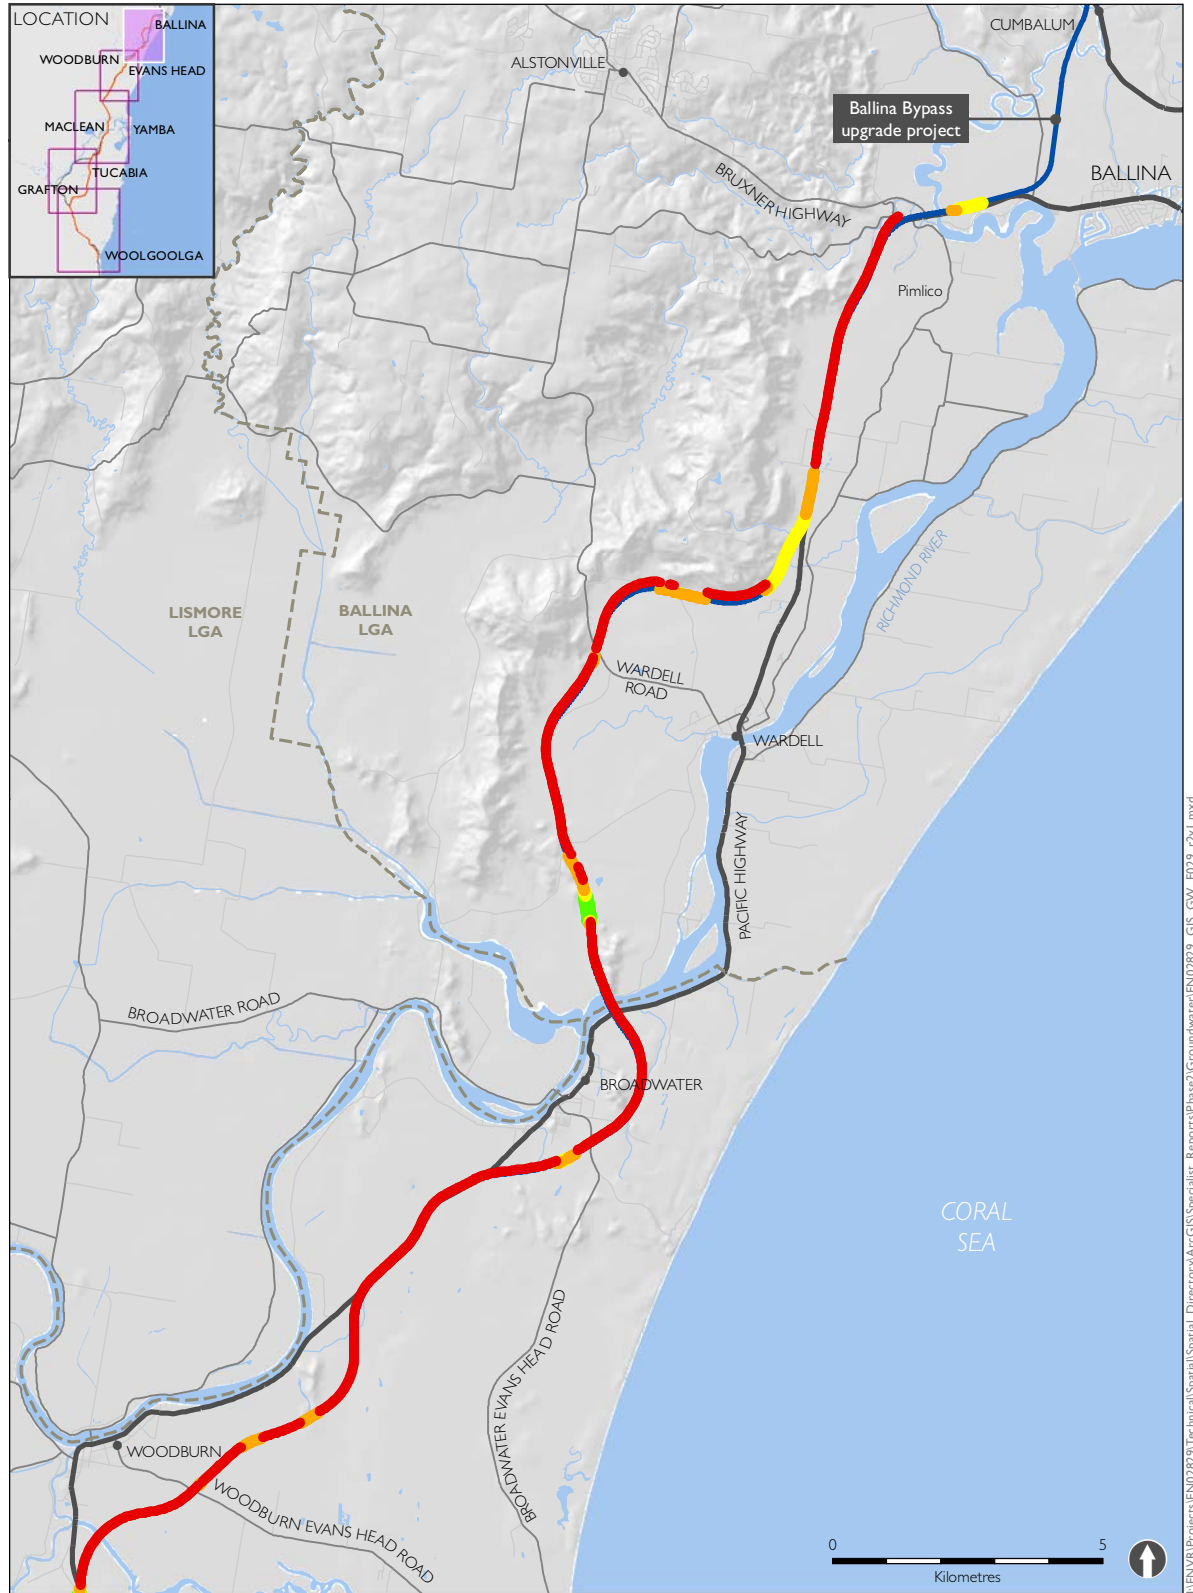 LOCATION
BALLINA
WOODBURN
EVANS HEAD
MACLEAN
YAMBA
TUCABIA
GRAFTON
WOOLGOOLGA
CUMBALUM
ALSTONVILLE
Ballina Bypass
upgrade project
BALLINA
BRUXNER HIGHWAY
Pimlico
RICHMOND RIVER
LISMORE
LGA
BALLINA
LGA
WARDELL
ROAD
WARDELL
PACIFIC HIGHWAY
BROADWATER ROAD
BROADWATER
CORAL
SEA
BROADWATER EVANS HEAD ROAD
WOODBURN
WOODBURN EVANS HEAD ROAD
0
5
Kilometres